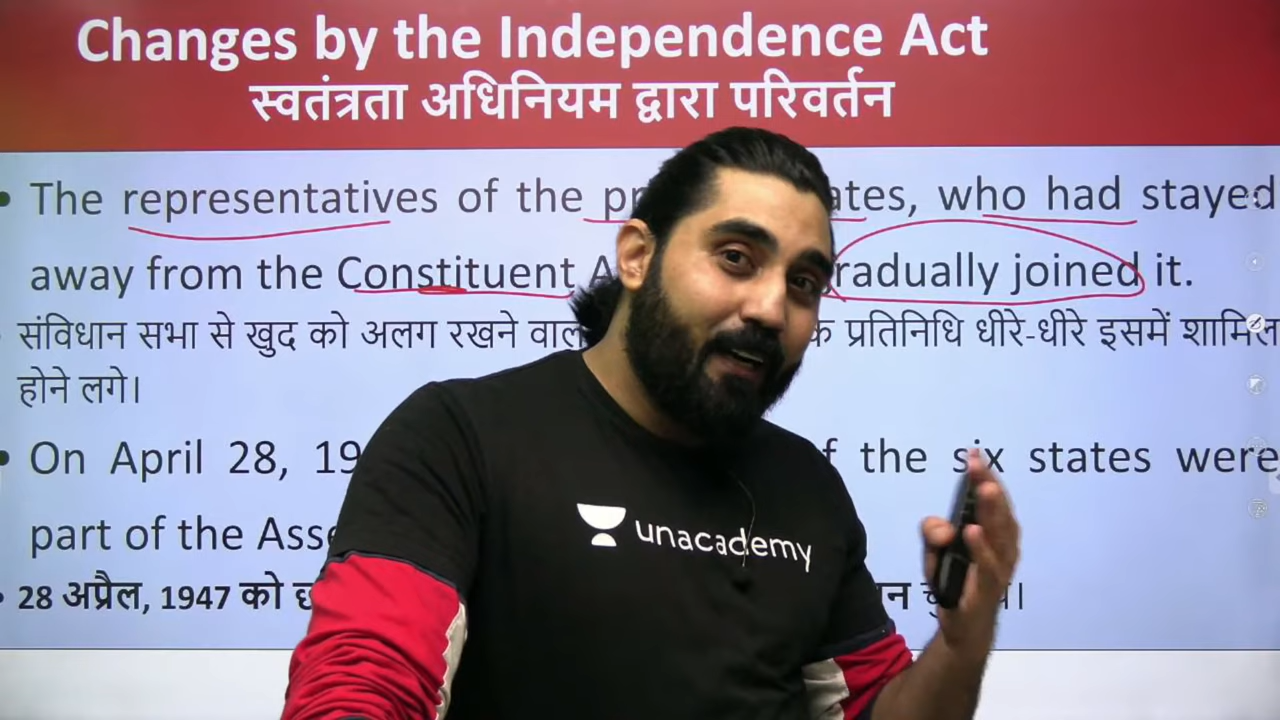 Changes by the Independence Act
स्वतंत्रता अधिनियम द्वारा परिवर्तन
The representatives of the ates, who had stayed
away from the Constituent radually joined it.
संविधान सभा से खुद को अलग रखने प्रतिनिधि धीरे-धीरे इसमें शामिल
होने लगे।
On April 28, 19 the six states were
part of the Asse
28 अप्रैल, 1947 को
unacademy